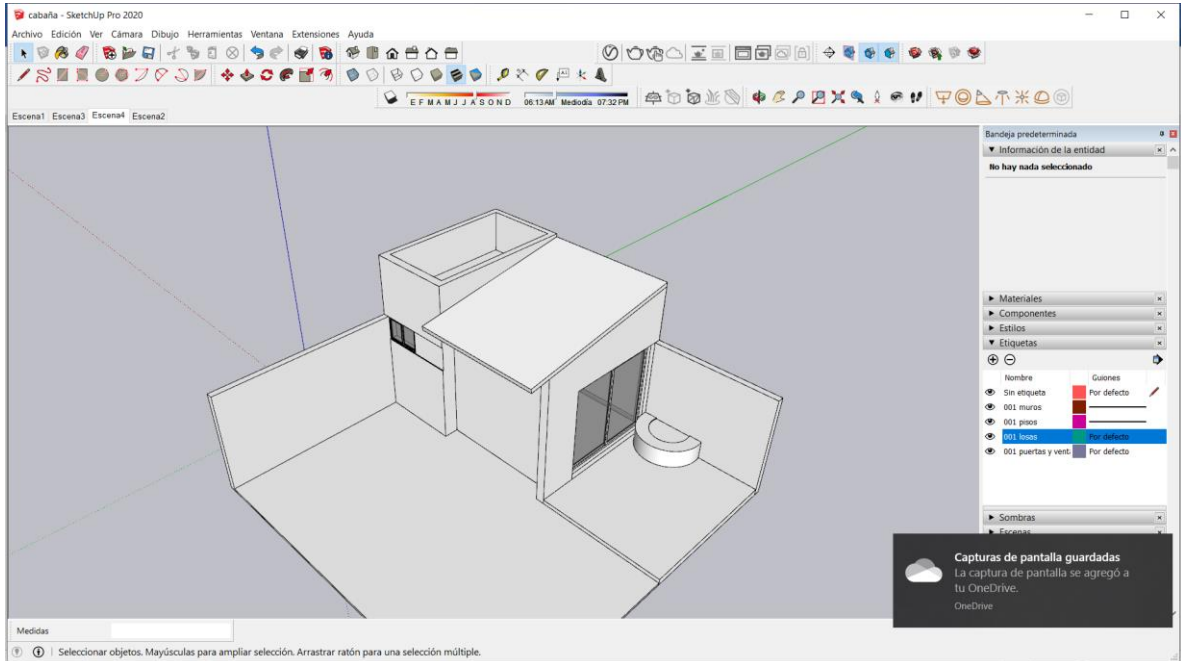 cabaña - SketchUp Pro 2020
Archivo Edición Ver Cámara Dibujo Herramientas Ventana Extensiones Ayuda
E F M A M J J A S O N D 06:13 AM Mediodía 07:32 PM
Escena1 Escena3 Escena4 Escena2
Bandeja predeterminada
Información de la entidad
No hay nada seleccionado
Materiales
Componentes
Estilos
Etiquetas
Nombre Guiones
Sin etiqueta Por defecto
001 muros
001 pisos
001 losas Por defecto
001 puertas y vent Por defecto
Sombras
Escenas
Capturas de pantalla guardadas
La captura de pantalla se agregó a
tu OneDrive.
OneDrive
Medidas
Seleccionar objetos. Mayúsculas para ampliar selección. Arrastrar ratón para una selección múltiple.